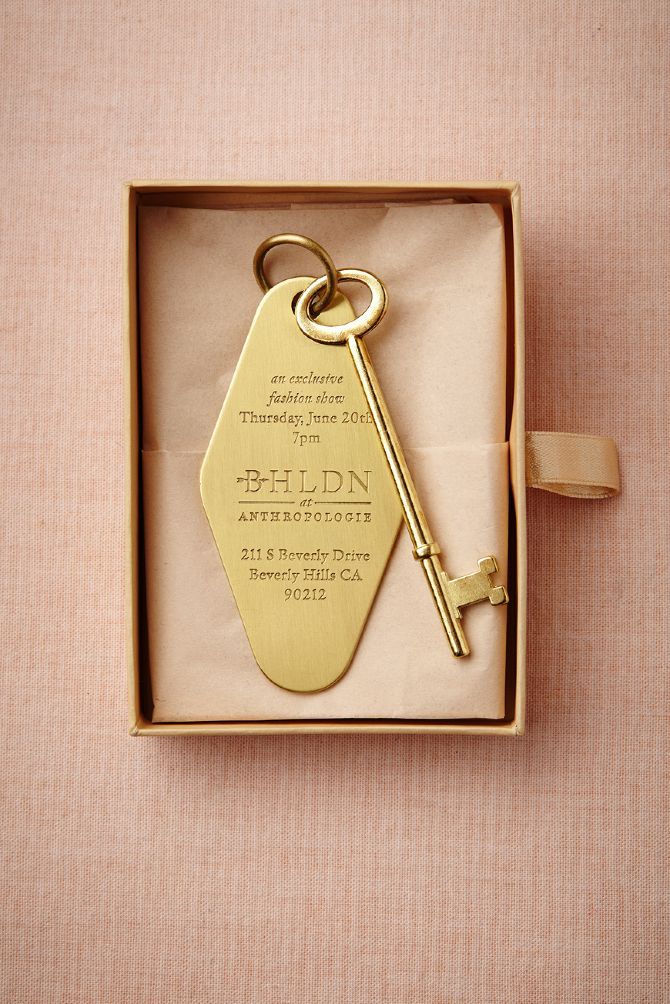 an exclusive
fashion show
Thursday, June 20th
7pm
BHLDN
at
ANTHROPOLOGIE
211 S Beverly Drive
Beverly Hills CA
90212